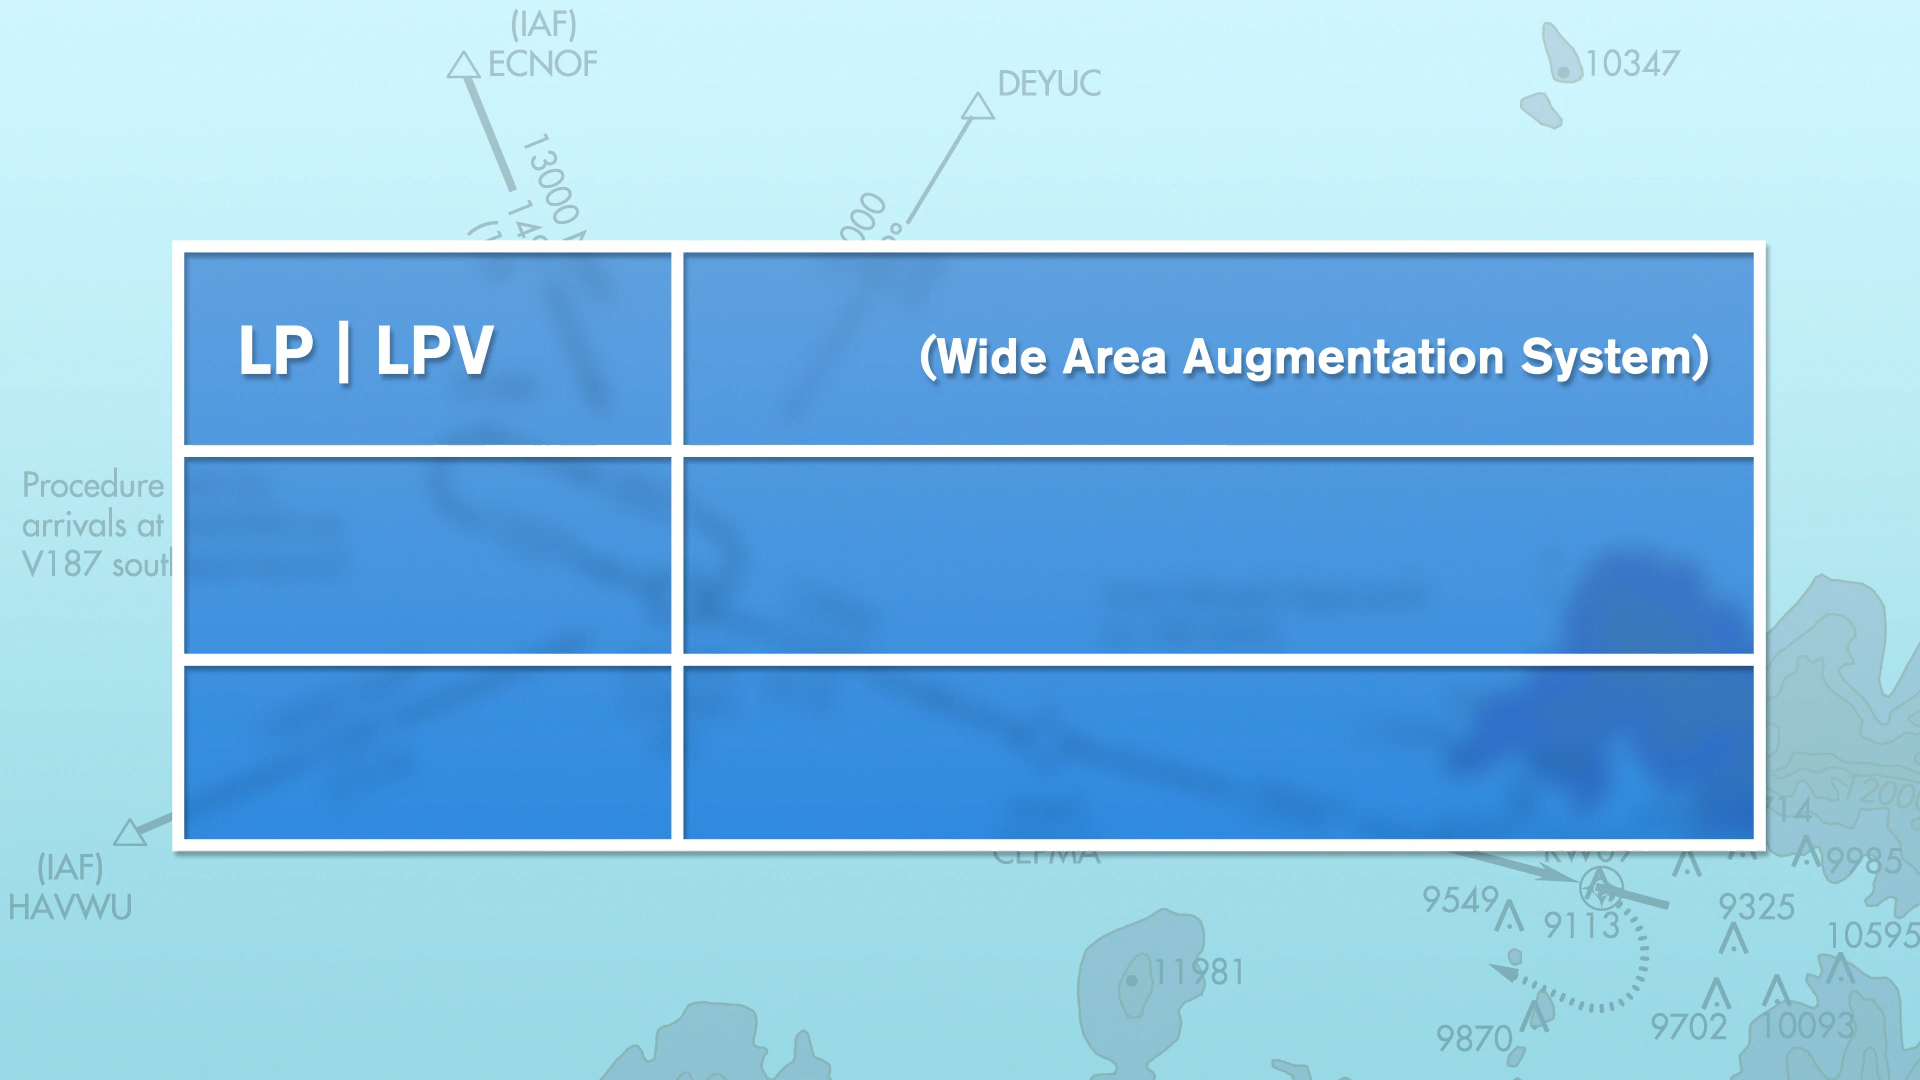 (IAF)
ECNOF
DEYUC
10347
13000
LP | LPV
(Wide Area Augmentation System)
Procedure
arrivals at
V187
(IAF)
HAVWU
9985
9549
9113
9325
10595
11981
9870
9702
10093